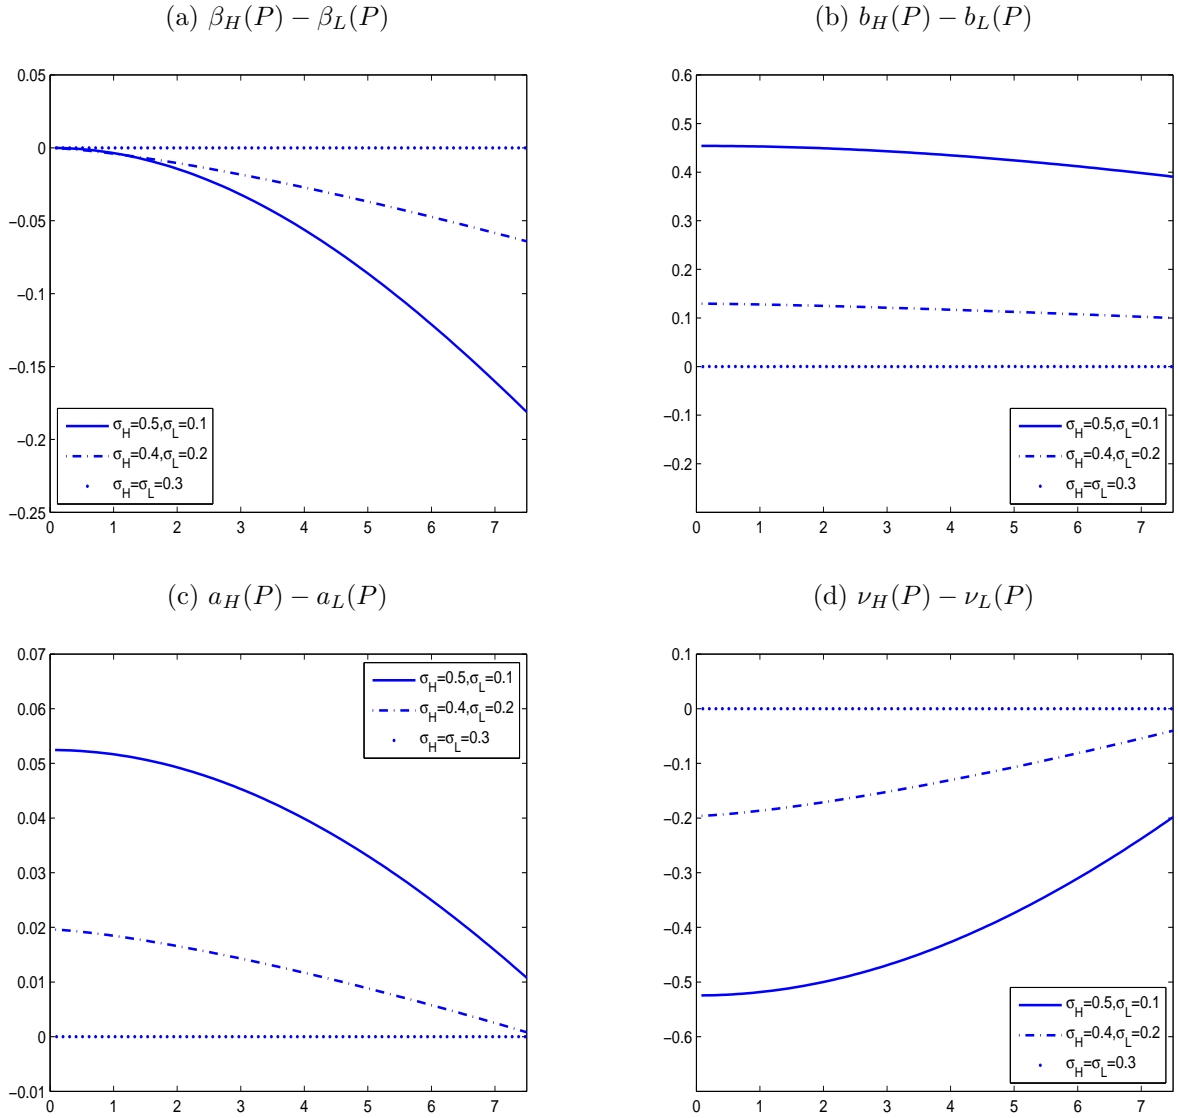 (a) β_H(P) − β_L(P)
0.05
0
−0.05
−0.1
−0.15
−0.2
−0.25
σ_H=0.5,σ_L=0.1
σ_H=0.4,σ_L=0.2
σ_H=σ_L=0.3
0 1 2 3 4 5 6 7
(b) b_H(P) − b_L(P)
0.6
0.5
0.4
0.3
0.2
0.1
0
−0.1
−0.2
σ_H=0.5,σ_L=0.1
σ_H=0.4,σ_L=0.2
σ_H=σ_L=0.3
0 1 2 3 4 5 6 7
(c) a_H(P) − a_L(P)
0.07
0.06
0.05
0.04
0.03
0.02
0.01
0
−0.01
σ_H=0.5,σ_L=0.1
σ_H=0.4,σ_L=0.2
σ_H=σ_L=0.3
0 1 2 3 4 5 6 7
(d) ν_H(P) − ν_L(P)
0.1
0
−0.1
−0.2
−0.3
−0.4
−0.5
−0.6
σ_H=0.5,σ_L=0.1
σ_H=0.4,σ_L=0.2
σ_H=σ_L=0.3
0 1 2 3 4 5 6 7